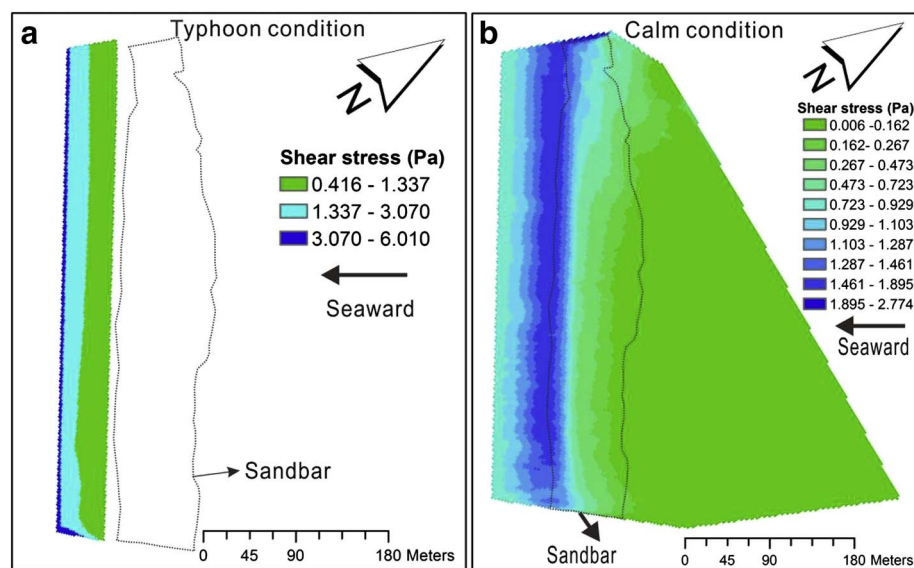 a
Typhoon condition
N
Shear stress (Pa)
0.416 - 1.337
1.337 - 3.070
3.070 - 6.010
Seaward
Sandbar
0 45 90 180 Meters
b
Calm condition
N
Shear stress (Pa)
0.006 -0.162
0.162- 0.267
0.267 - 0.473
0.473 - 0.723
0.723 - 0.929
0.929 - 1.103
1.103 - 1.287
1.287 - 1.461
1.461 - 1.895
1.895 - 2.774
Seaward
Sandbar
0 45 90 180 Meters